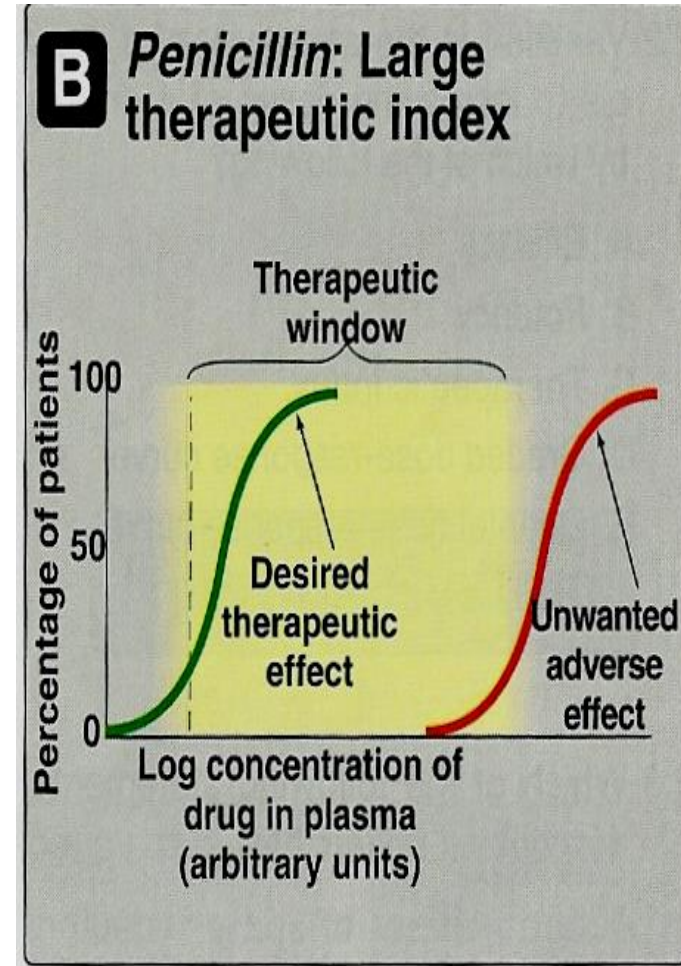 B
Penicillin: Large
therapeutic index
Therapeutic
window
Percentage of patients
100
50
0
Desired
therapeutic
effect
Unwanted
adverse
effect
Log concentration of
drug in plasma
(arbitrary units)